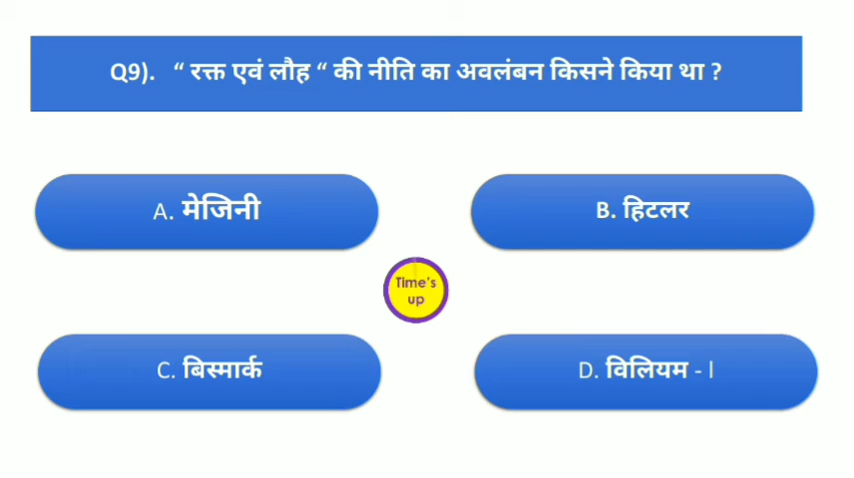 Q9). “ रक्त एवं लौह “ की नीति का अवलंबन किसने किया था ?
A. मेजिनी
B. हिटलर
Time's
up
C. बिस्मार्क
D. विलियम - I